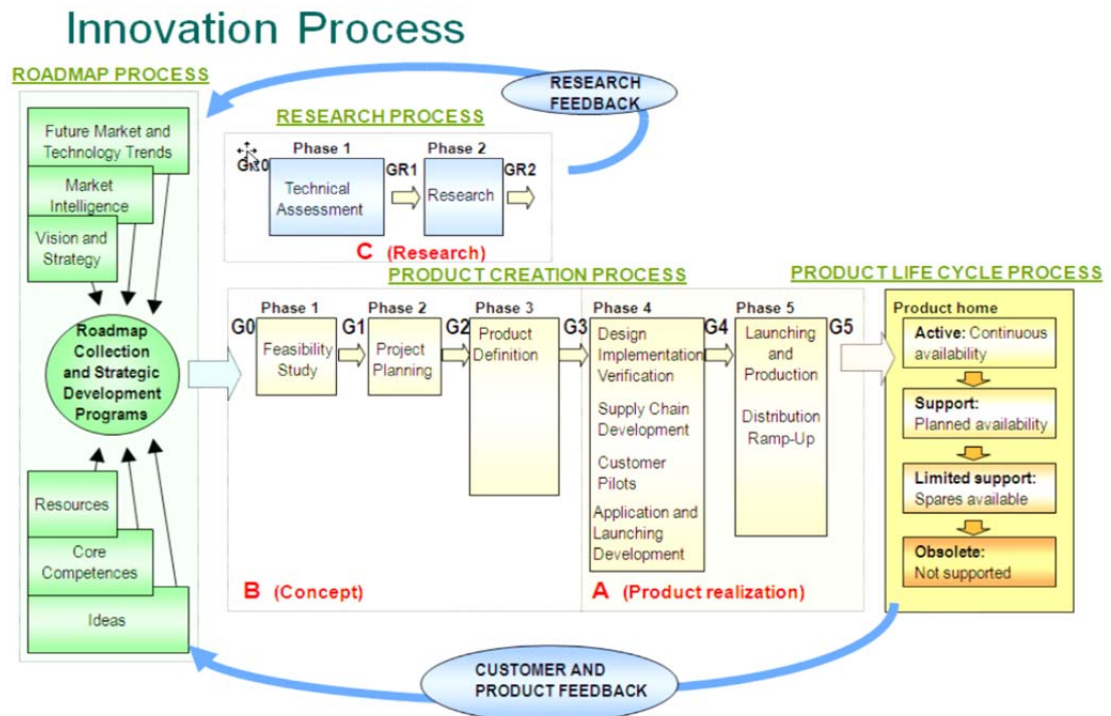 Innovation Process
ROADMAP PROCESS
Future Market and
Technology Trends
Market
Intelligence
Vision and
Strategy
Roadmap
Collection
and Strategic
Development
Programs
Resources
Core
Competences
Ideas
RESEARCH
FEEDBACK
RESEARCH PROCESS
Phase 1
Phase 2
Technical
Assessment
GR1
Research
GR2
C (Research)
PRODUCT CREATION PROCESS
G0
Phase 1
Feasibility
Study
G1
Phase 2
Project
Planning
G2
Phase 3
Product
Definition
G3
Phase 4
Design
Implementation
Verification
Supply Chain
Development
Customer
Pilots
Application and
Launching
Development
G4
Phase 5
Launching
and
Production
Distribution
Ramp-Up
G5
B (Concept)
A (Product realization)
PRODUCT LIFE CYCLE PROCESS
Product home
Active: Continuous
availability
Support:
Planned availability
Limited support:
Spares available
Obsolete:
Not supported
CUSTOMER AND
PRODUCT FEEDBACK